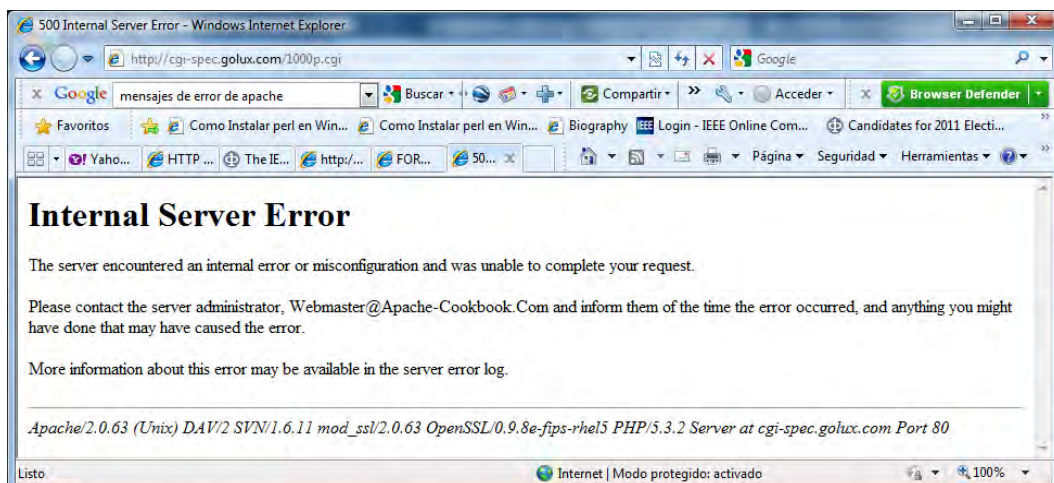 500 Internal Server Error - Windows Internet Explorer
http://cgi-spec.golux.com/1000p.cgi
Google
x Google mensajes de error de apache Buscar Compartir » Acceder x Browser Defender
Favoritos Como Instalar perl en Win... Como Instalar perl en Win... Biography IEEE Login - IEEE Online Com... Candidates for 2011 Electi... »
Yaho... HTTP ... The IE... http:/... FOR... 50... x Página Seguridad Herramientas »
Internal Server Error
The server encountered an internal error or misconfiguration and was unable to complete your request.
Please contact the server administrator, Webmaster@Apache-Cookbook.Com and inform them of the time the error occurred, and anything you might
have done that may have caused the error.
More information about this error may be available in the server error log.
Apache/2.0.63 (Unix) DAV/2 SVN/1.6.11 mod_ssl/2.0.63 OpenSSL/0.9.8e-fips-rhel5 PHP/5.3.2 Server at cgi-spec.golux.com Port 80
Listo Internet | Modo protegido: activado 100%